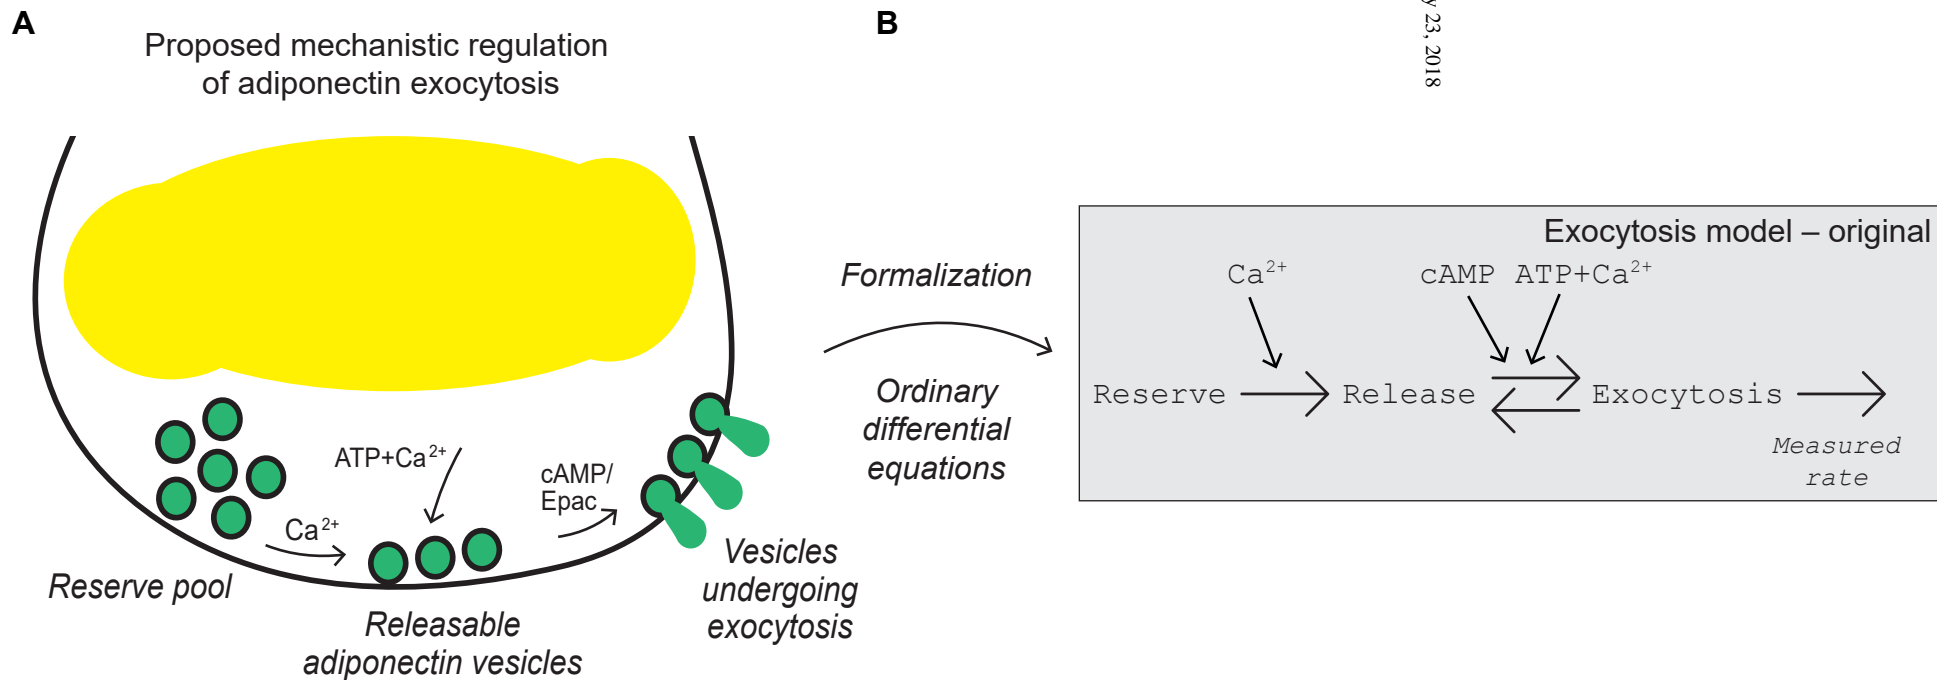 A
Proposed mechanistic regulation
of adiponectin exocytosis
ATP+Ca²⁺
cAMP/
Epac
Ca²⁺
Reserve pool
Releasable
adiponectin vesicles
Vesicles
undergoing
exocytosis
Formalization
Ordinary
differential
equations
B
y 23, 2018
Exocytosis model – original
Ca²⁺ cAMP ATP+Ca²⁺
Reserve Release Exocytosis
Measured
rate